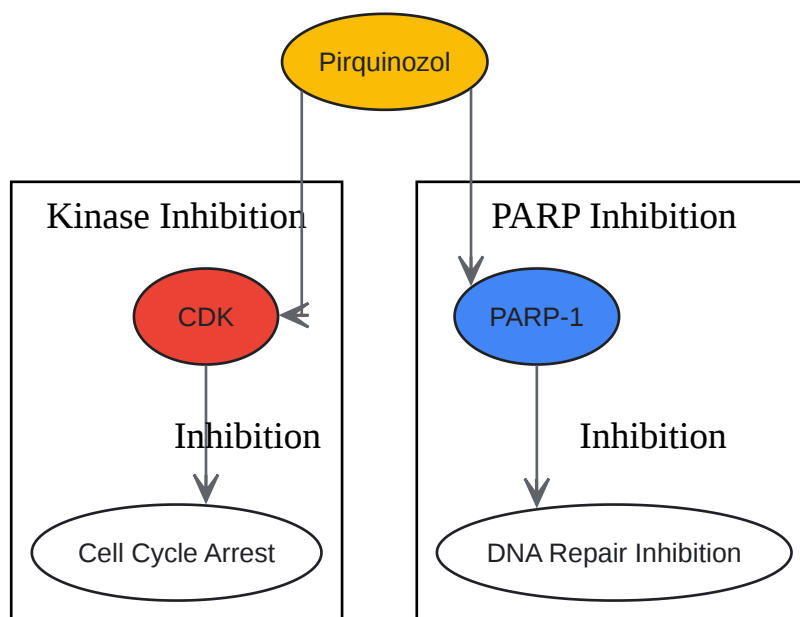 Pirquinozol
Kinase Inhibition
PARP Inhibition
CDK
PARP-1
Inhibition
Inhibition
Cell Cycle Arrest
DNA Repair Inhibition